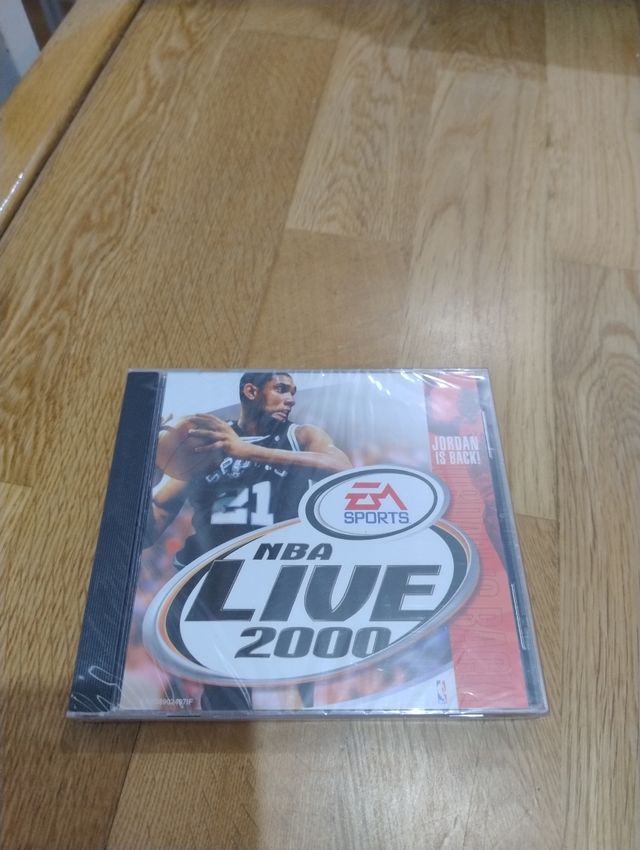 JORDAN
IS BACK!
SPURS
21
EA
SPORTS
NBA
LIVE
2000